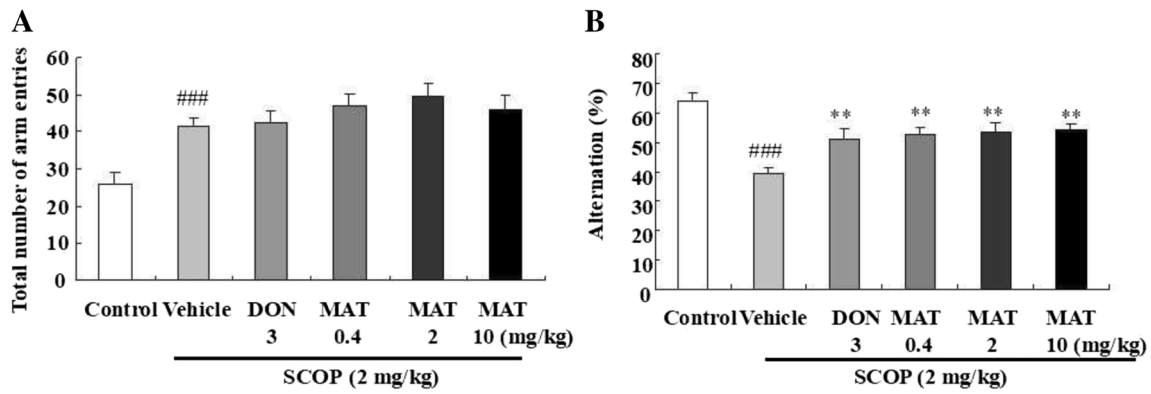 A
Total number of arm entries
60
50
40
30
20
10
0
###
Control Vehicle DON MAT MAT MAT
3 0.4 2 10 (mg/kg)
SCOP (2 mg/kg)
B
Alternation (%)
80
70
60
50
40
30
20
10
0
###
** ** ** **
Control Vehicle DON MAT MAT MAT
3 0.4 2 10 (mg/kg)
SCOP (2 mg/kg)